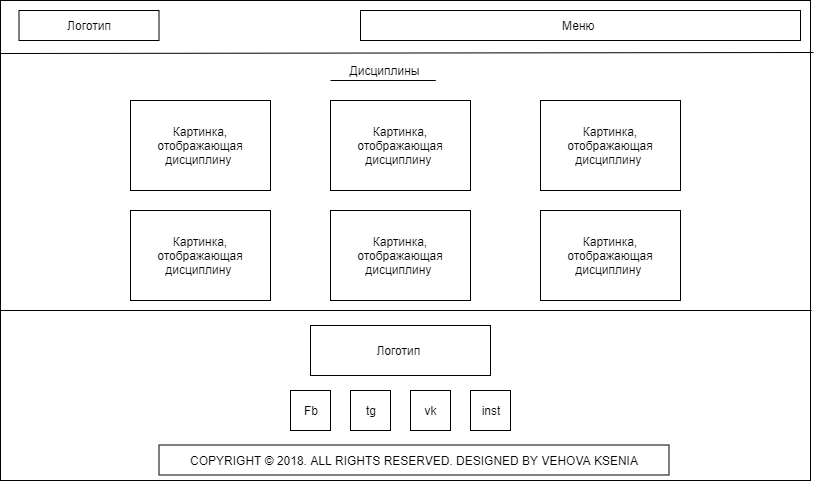 Логотип
Меню
Дисциплины
Картинка,
отображающая
дисциплину
Картинка,
отображающая
дисциплину
Картинка,
отображающая
дисциплину
Картинка,
отображающая
дисциплину
Картинка,
отображающая
дисциплину
Картинка,
отображающая
дисциплину
Логотип
Fb
tg
vk
inst
COPYRIGHT © 2018. ALL RIGHTS RESERVED. DESIGNED BY VEHOVA KSENIA